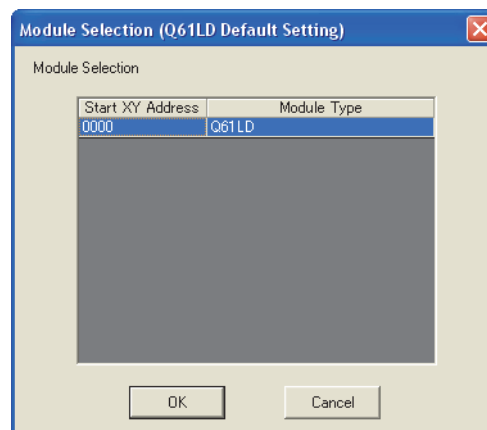 Module Selection (Q61LD Default Setting)
Module Selection
Start XY Address Module Type
0000 Q61LD
OK Cancel